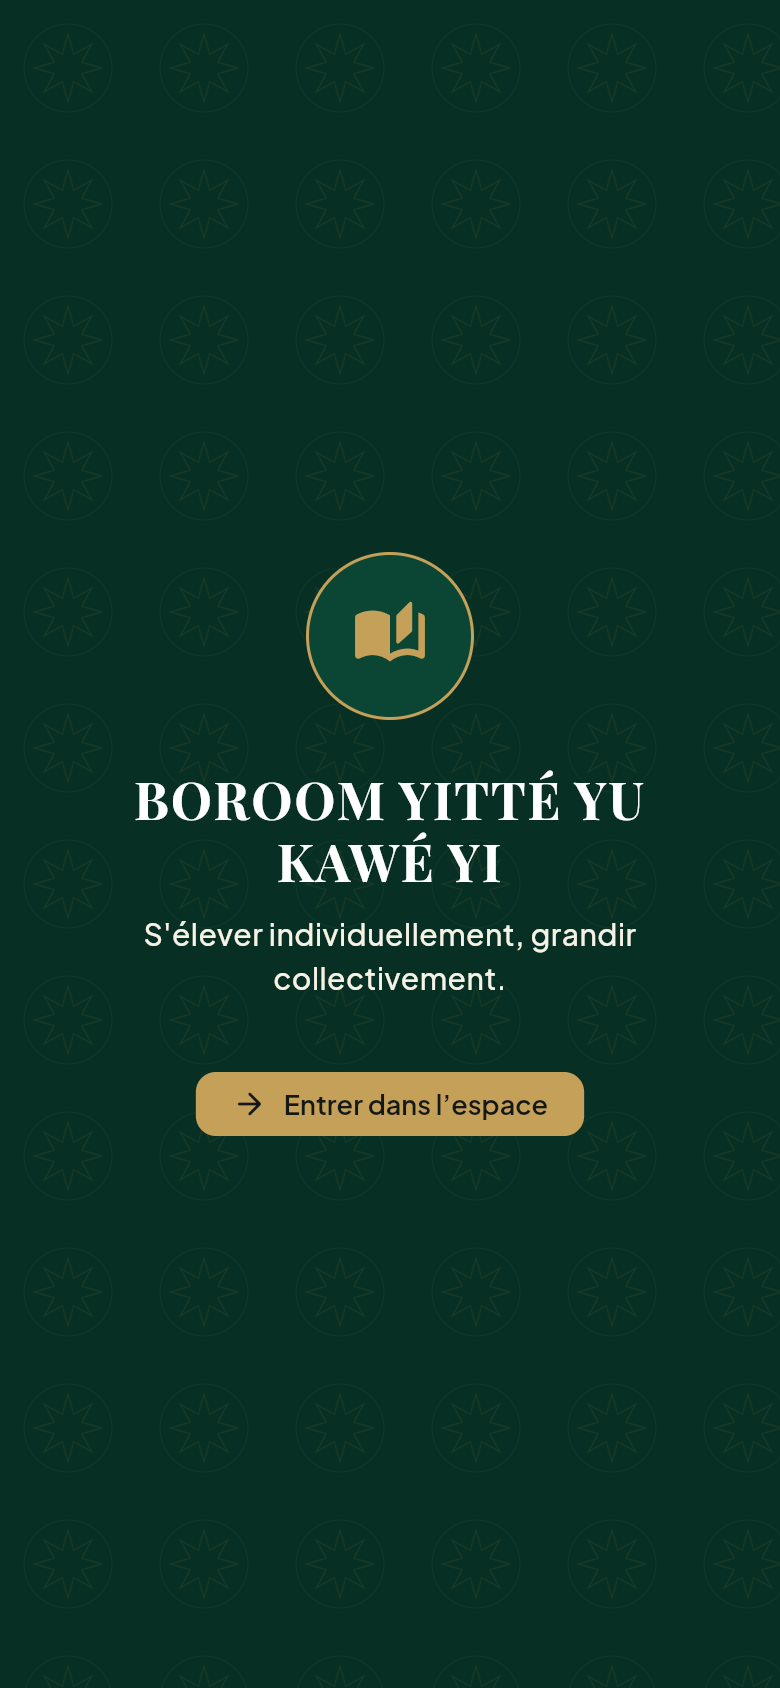 BOROOM YITTÉ YU
KAWÉ YI
S'élever individuellement, grandir
collectivement.
Entrer dans l’espace